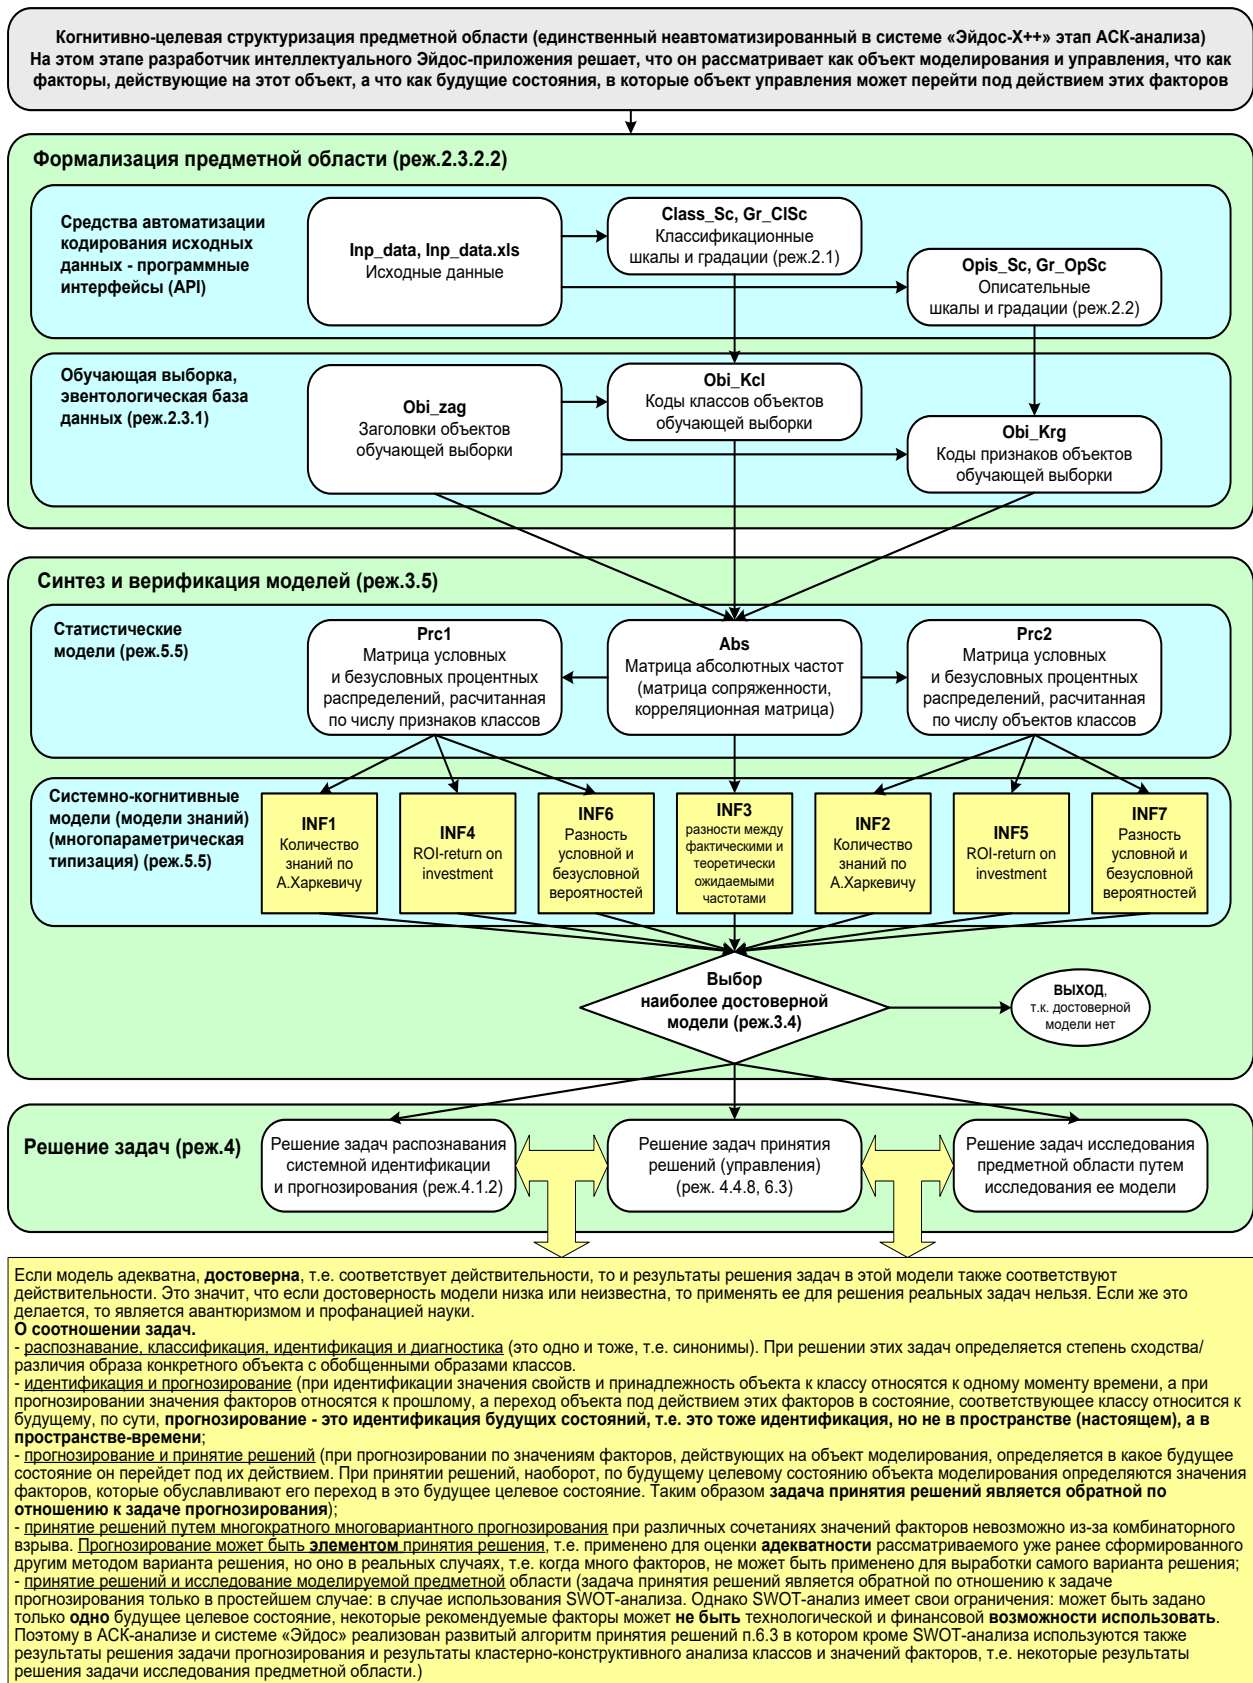 Когнитивно-целевая структуризация предметной области (единственный неавтоматизированный в системе «Эйдос-Х++» этап АСК-анализа)
На этом этапе разработчик интеллектуального Эйдос-приложения решает, что он рассматривает как объект моделирования и управления, что как
факторы, действующие на этот объект, а что как будущие состояния, в которые объект управления может перейти под действием этих факторов
Формализация предметной области (реж.2.3.2.2)
Средства автоматизации
кодирования исходных
данных - программные
интерфейсы (API)
Inp_data, Inp_data.xls
Исходные данные
Class_Sc, Gr_ClSc
Классификационные
шкалы и градации (реж.2.1)
Opis_Sc, Gr_OpSc
Описательные
шкалы и градации (реж.2.2)
Обучающая выборка,
эвентологическая база
данных (реж.2.3.1)
Obi_zag
Заголовки объектов
обучающей выборки
Obi_Kcl
Коды классов объектов
обучающей выборки
Obi_Krg
Коды признаков объектов
обучающей выборки
Синтез и верификация моделей (реж.3.5)
Статистические
модели (реж.5.5)
Prc1
Матрица условных
и безусловных процентных
распределений, расчитанная
по числу признаков классов
Abs
Матрица абсолютных частот
(матрица сопряженности,
корреляционная матрица)
Prc2
Матрица условных
и безусловных процентных
распределений, расчитанная
по числу объектов классов
Системно-когнитивные
модели (модели знаний)
(многопараметрическая
типизация) (реж.5.5)
INF1
Количество
знаний по
А.Харкевичу
INF4
ROI-return on
investment
INF6
Разность
условной и
безусловной
вероятностей
INF3
разности между
фактическими и
теоретически
ожидаемыми
частотами
INF2
Количество
знаний по
А.Харкевичу
INF5
ROI-return on
investment
INF7
Разность
условной и
безусловной
вероятностей
Выбор
наиболее достоверной
модели (реж.3.4)
ВЫХОД,
т.к. достоверной
модели нет
Решение задач (реж.4)
Решение задач распознавания
системной идентификации
и прогнозирования (реж.4.1.2)
Решение задач принятия
решений (управления)
(реж. 4.4.8, 6.3)
Решение задач исследования
предметной области путем
исследования ее модели
Если модель адекватна, достоверна, т.е. соответствует действительности, то и результаты решения задач в этой модели также соответствуют
действительности. Это значит, что если достоверность модели низка или неизвестна, то применять ее для решения реальных задач нельзя. Если же это
делается, то является авантюризмом и профанацией науки.
О соотношении задач.
- распознавание, классификация, идентификация и диагностика (это одно и тоже, т.е. синонимы). При решении этих задач определяется степень сходства/
различия образа конкретного объекта с обобщенными образами классов.
- идентификация и прогнозирование (при идентификации значения свойств и принадлежность объекта к классу относятся к одному моменту времени, а при
прогнозировании значения факторов относятся к прошлому, а переход объекта под действием этих факторов в состояние, соответствующее классу относится к
будущему, по сути, прогнозирование - это идентификация будущих состояний, т.е. это тоже идентификация, но не в пространстве (настоящем), а в
пространстве-времени;
- прогнозирование и принятие решений (при прогнозировании по значениям факторов, действующих на объект моделирования, определяется в какое будущее
состояние он перейдет под их действием. При принятии решений, наоборот, по будущему целевому состоянию объекта моделирования определяются значения
факторов, которые обуславливают его переход в это будущее целевое состояние. Таким образом задача принятия решений является обратной по
отношению к задаче прогнозирования);
- принятие решений путем многократного многовариантного прогнозирования при различных сочетаниях значений факторов невозможно из-за комбинаторного
взрыва. Прогнозирование может быть элементом принятия решения, т.е. применено для оценки адекватности рассматриваемого уже ранее сформированного
другим методом варианта решения, но оно в реальных случаях, т.е. когда много факторов, не может быть применено для выработки самого варианта решения;
- принятие решений и исследование моделируемой предметной области (задача принятия решений является обратной по отношению к задаче
прогнозирования только в простейшем случае: в случае использования SWOT-анализа. Однако SWOT-анализ имеет свои ограничения: может быть задано
только одно будущее целевое состояние, некоторые рекомендуемые факторы может не быть технологической и финансовой возможности использовать.
Поэтому в АСК-анализе и системе «Эйдос» реализован развитый алгоритм принятия решений п.6.3 в котором кроме SWOT-анализа используются также
результаты решения задачи прогнозирования и результаты кластерно-конструктивного анализа классов и значений факторов, т.е. некоторые результаты
решения задачи исследования предметной области.)